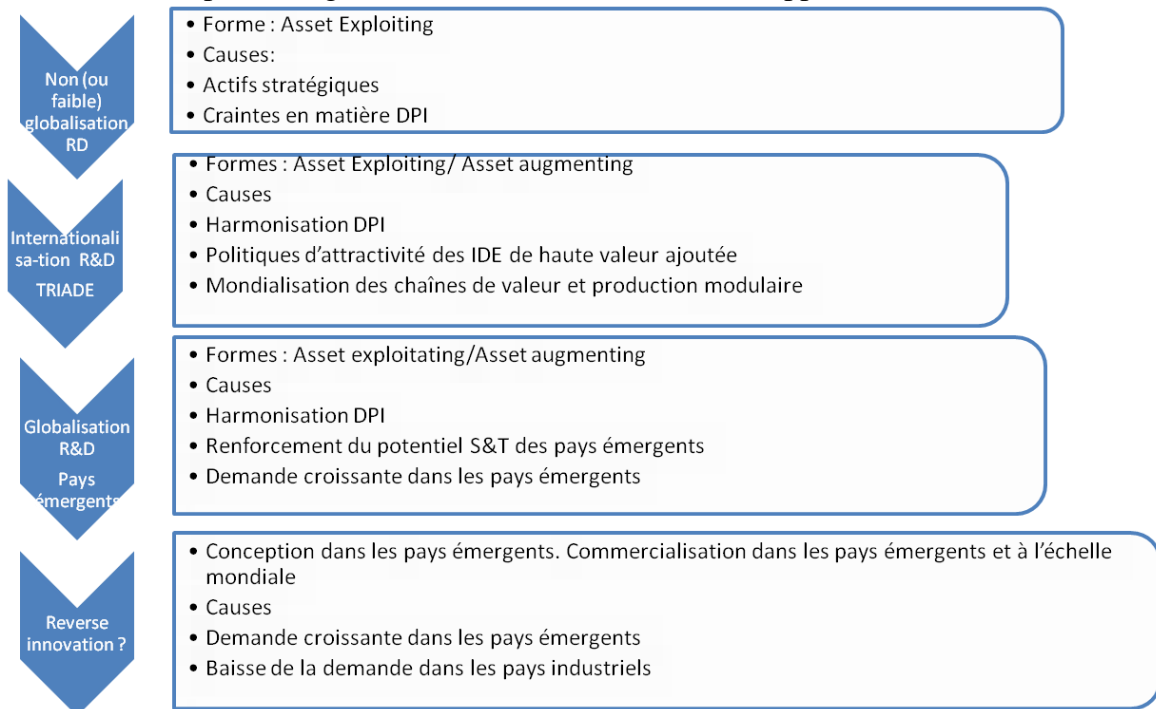 Non (ou
faible)
globalisation
RD
• Forme : Asset Exploiting
• Causes:
• Actifs stratégiques
• Craintes en matière DPI
Internationali
sa-tion R&D
TRIADE
• Formes : Asset Exploiting/ Asset augmenting
• Causes
• Harmonisation DPI
• Politiques d’attractivité des IDE de haute valeur ajoutée
• Mondialisation des chaînes de valeur et production modulaire
Globalisation
R&D
Pays
émergents
• Formes : Asset exploitating/Asset augmenting
• Causes
• Harmonisation DPI
• Renforcement du potentiel S&T des pays émergents
• Demande croissante dans les pays émergents
Reverse
innovation ?
• Conception dans les pays émergents. Commercialisation dans les pays émergents et à l’échelle
mondiale
• Causes
• Demande croissante dans les pays émergents
• Baisse de la demande dans les pays industriels